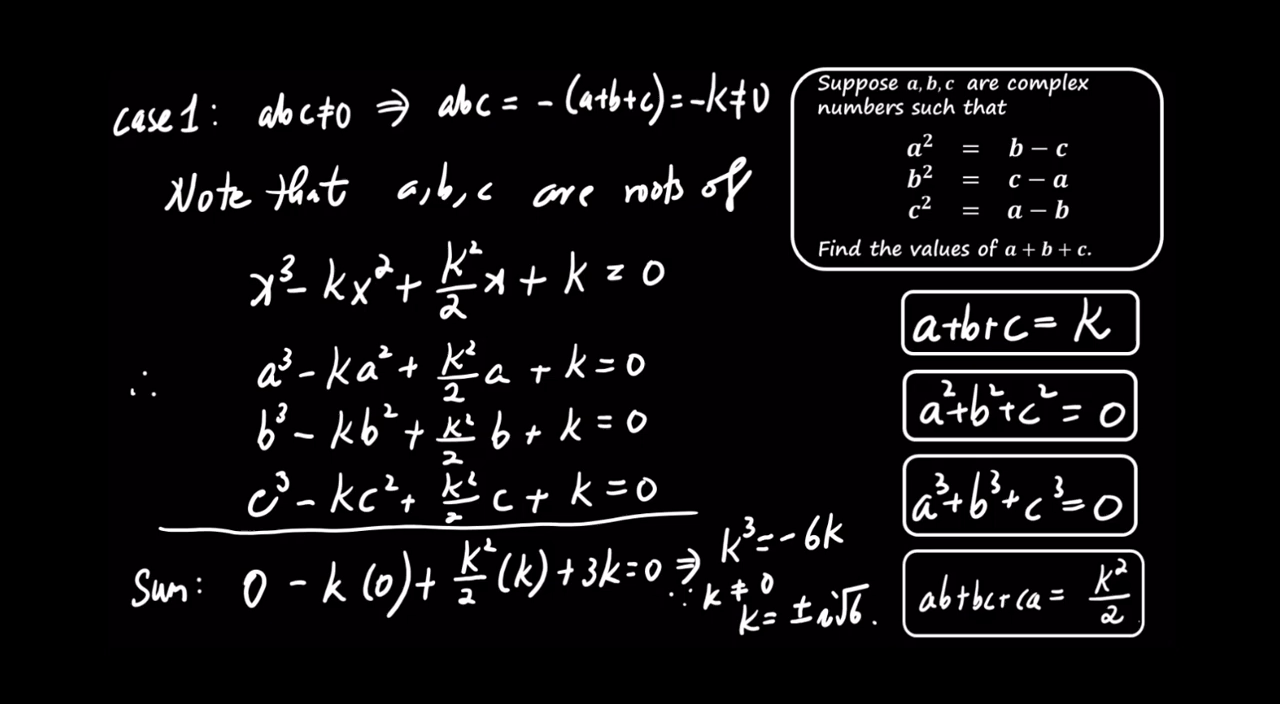 case 1: abc≠0 ⇒ abc = -(a+b+c) = -k≠0
Note that a,b,c are roots of
x³ - kx² + k²/2 x + k = 0
∴ a³ - ka² + k²/2 a + k = 0
b³ - kb² + k²/2 b + k = 0
c³ - kc² + k²/2 c + k = 0
Sum: 0 - k(0) + k²/2 (k) + 3k = 0 ⇒ k³ = -6k
∵ k ≠ 0
k = ± i√6.
Suppose a, b, c are complex
numbers such that
a² = b − c
b² = c − a
c² = a − b
Find the values of a + b + c.
a+b+c = k
a²+b²+c² = 0
a³+b³+c³ = 0
ab+bc+ca = k²/2